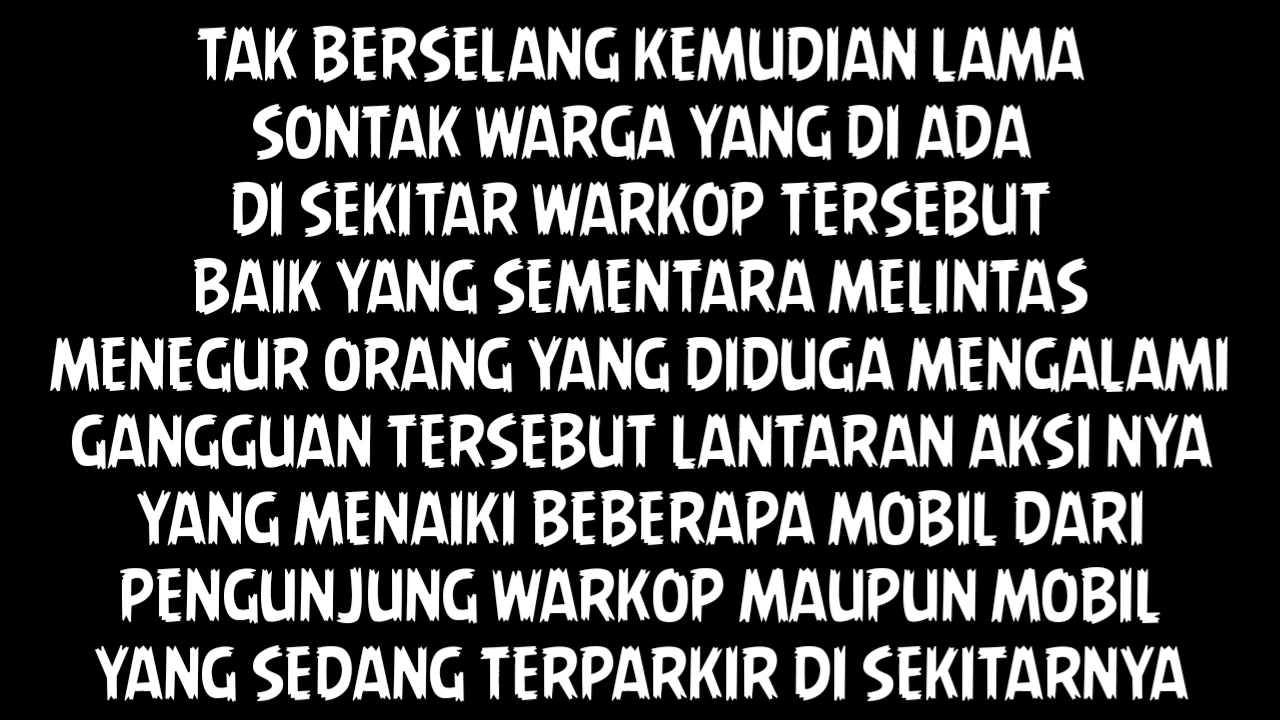 TAK BERSELANG KEMUDIAN LAMA
SONTAK WARGA YANG DI ADA
DI SEKITAR WARKOP TERSEBUT
BAIK YANG SEMENTARA MELINTAS
MENEGUR ORANG YANG DIDUGA MENGALAMI
GANGGUAN TERSEBUT LANTARAN AKSI NYA
YANG MENAIKI BEBERAPA MOBIL DARI
PENGUNJUNG WARKOP MAUPUN MOBIL
YANG SEDANG TERPARKIR DI SEKITARNYA